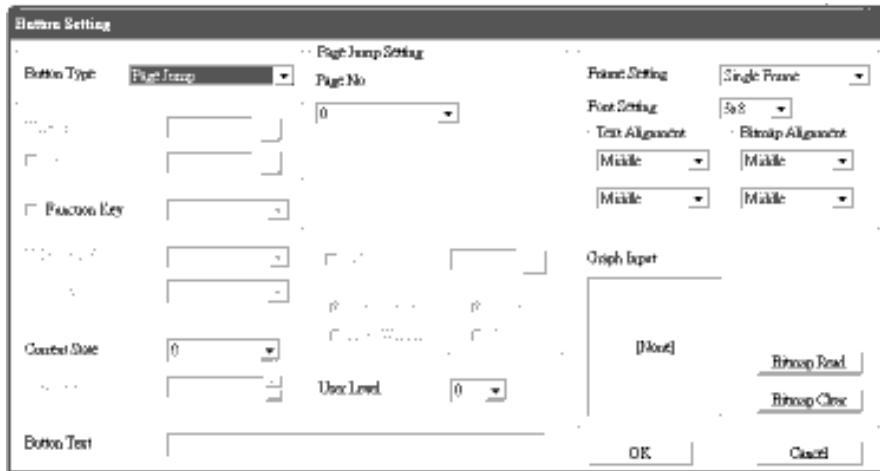 Button Setting
Button Type
Page Jump
Function Key
Current State
0
Button Text
Page Jump Setting
Page No
0
User Level
0
Frame Setting
Single Frame
Font Setting
5x8
Text Alignment
Bitmap Alignment
Middle
Middle
Middle
Middle
Graph Input
[None]
Bitmap Read
Bitmap Clear
OK
Cancel